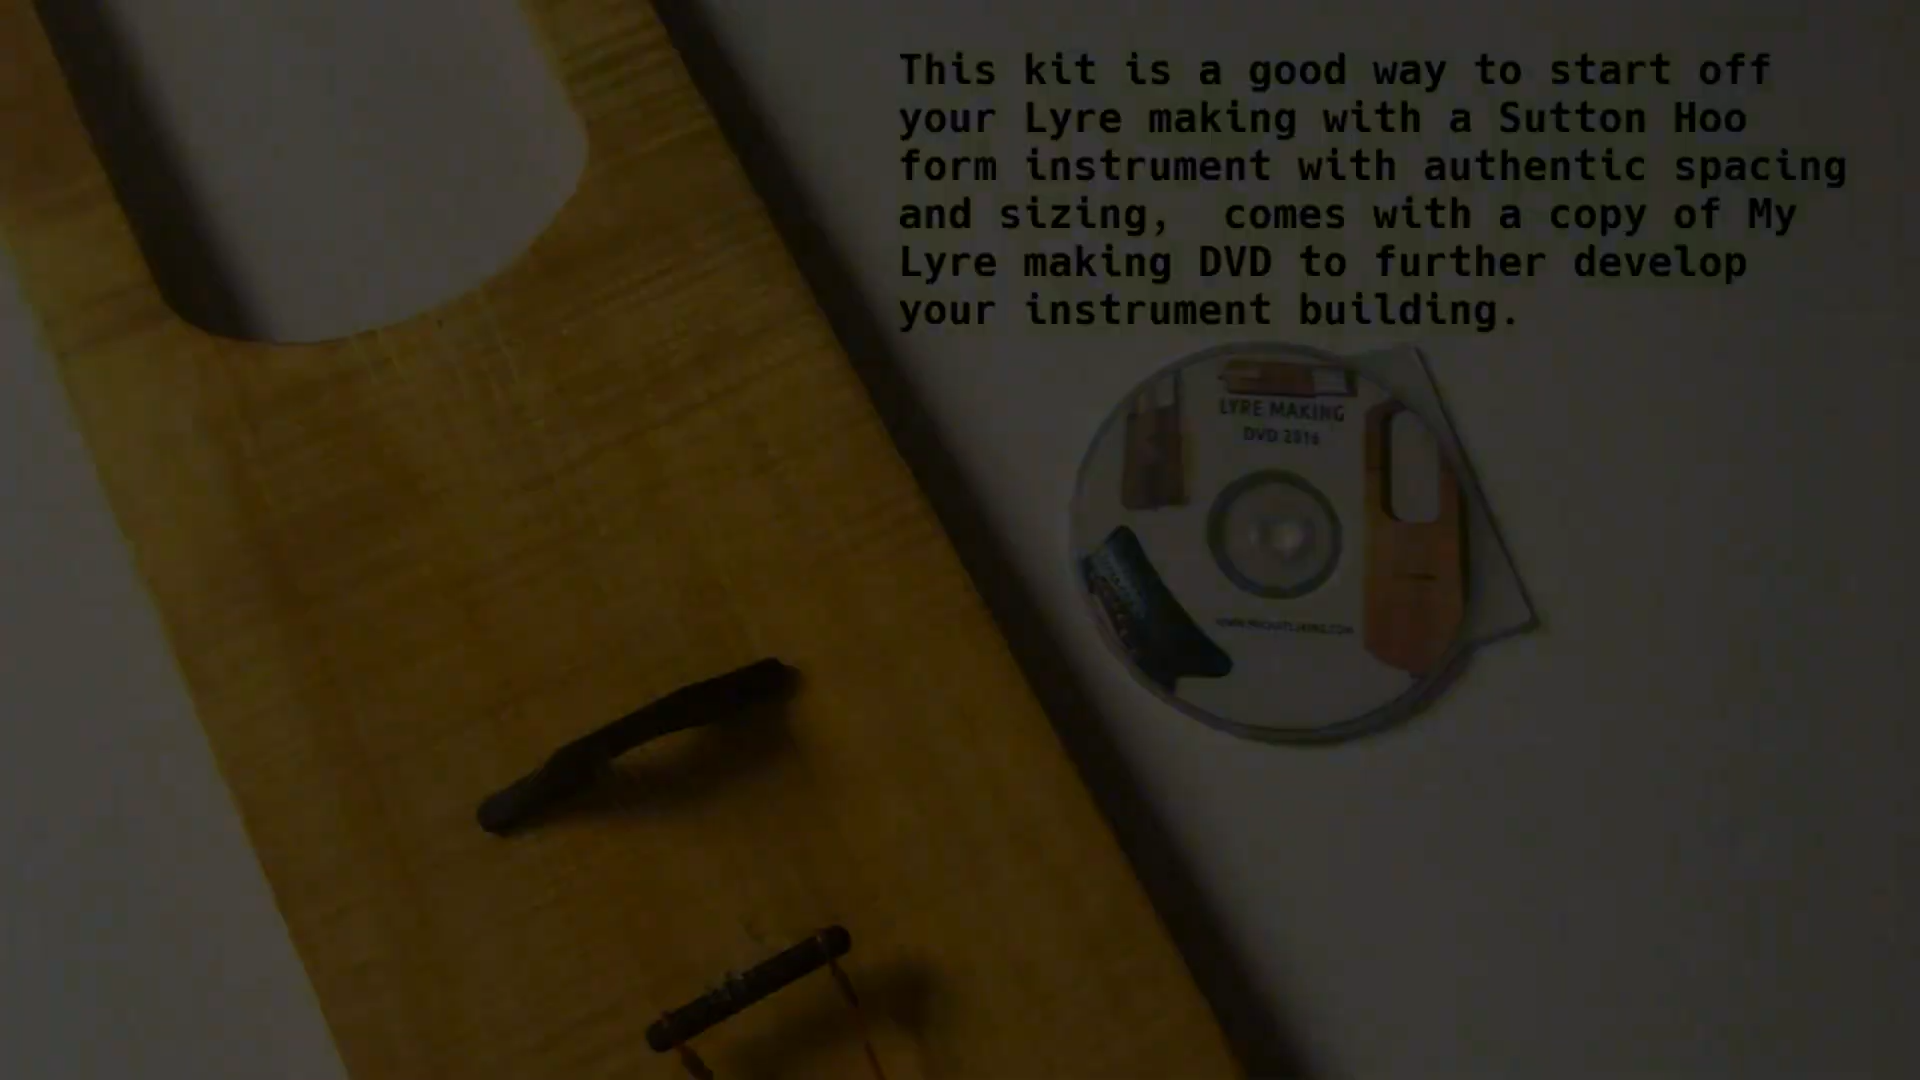 This kit is a good way to start off
your Lyre making with a Sutton Hoo
form instrument with authentic spacing
and sizing,  comes with a copy of My
Lyre making DVD to further develop
your instrument building.
LYRE MAKING
DVD 2016